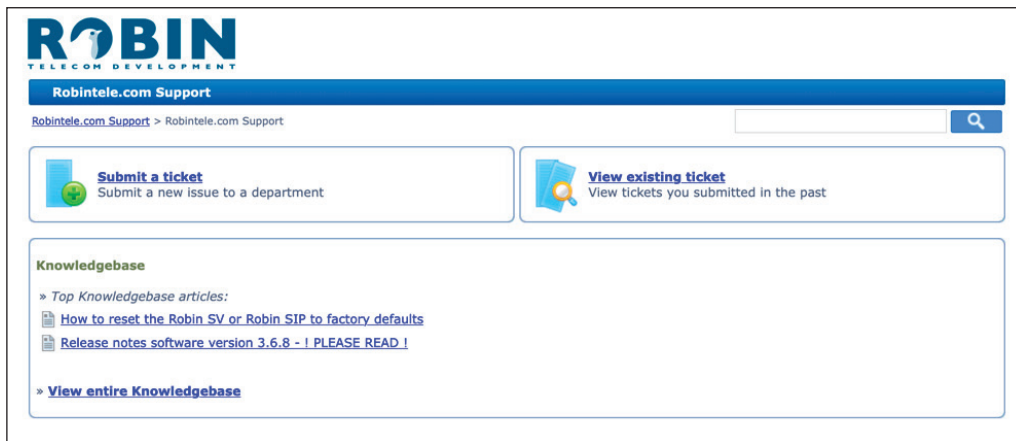 ROBIN
TELECOM DEVELOPMENT
Robintele.com Support
Robintele.com Support > Robintele.com Support
Submit a ticket
Submit a new issue to a department
View existing ticket
View tickets you submitted in the past
Knowledgebase
» Top Knowledgebase articles:
How to reset the Robin SV or Robin SIP to factory defaults
Release notes software version 3.6.8 - ! PLEASE READ !
» View entire Knowledgebase